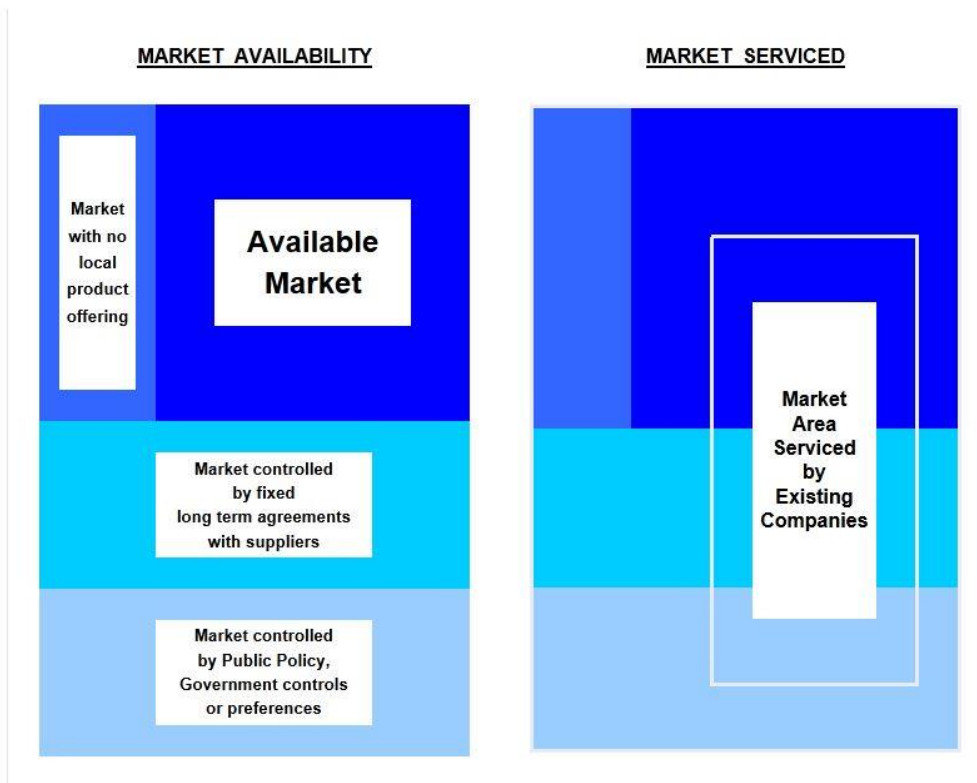 MARKET AVAILABILITY
Market
with no
local
product
offering
Available
Market
Market controlled
by fixed
long term agreements
with suppliers
Market controlled
by Public Policy,
Government controls
or preferences
MARKET SERVICED
Market
Area
Serviced
by
Existing
Companies